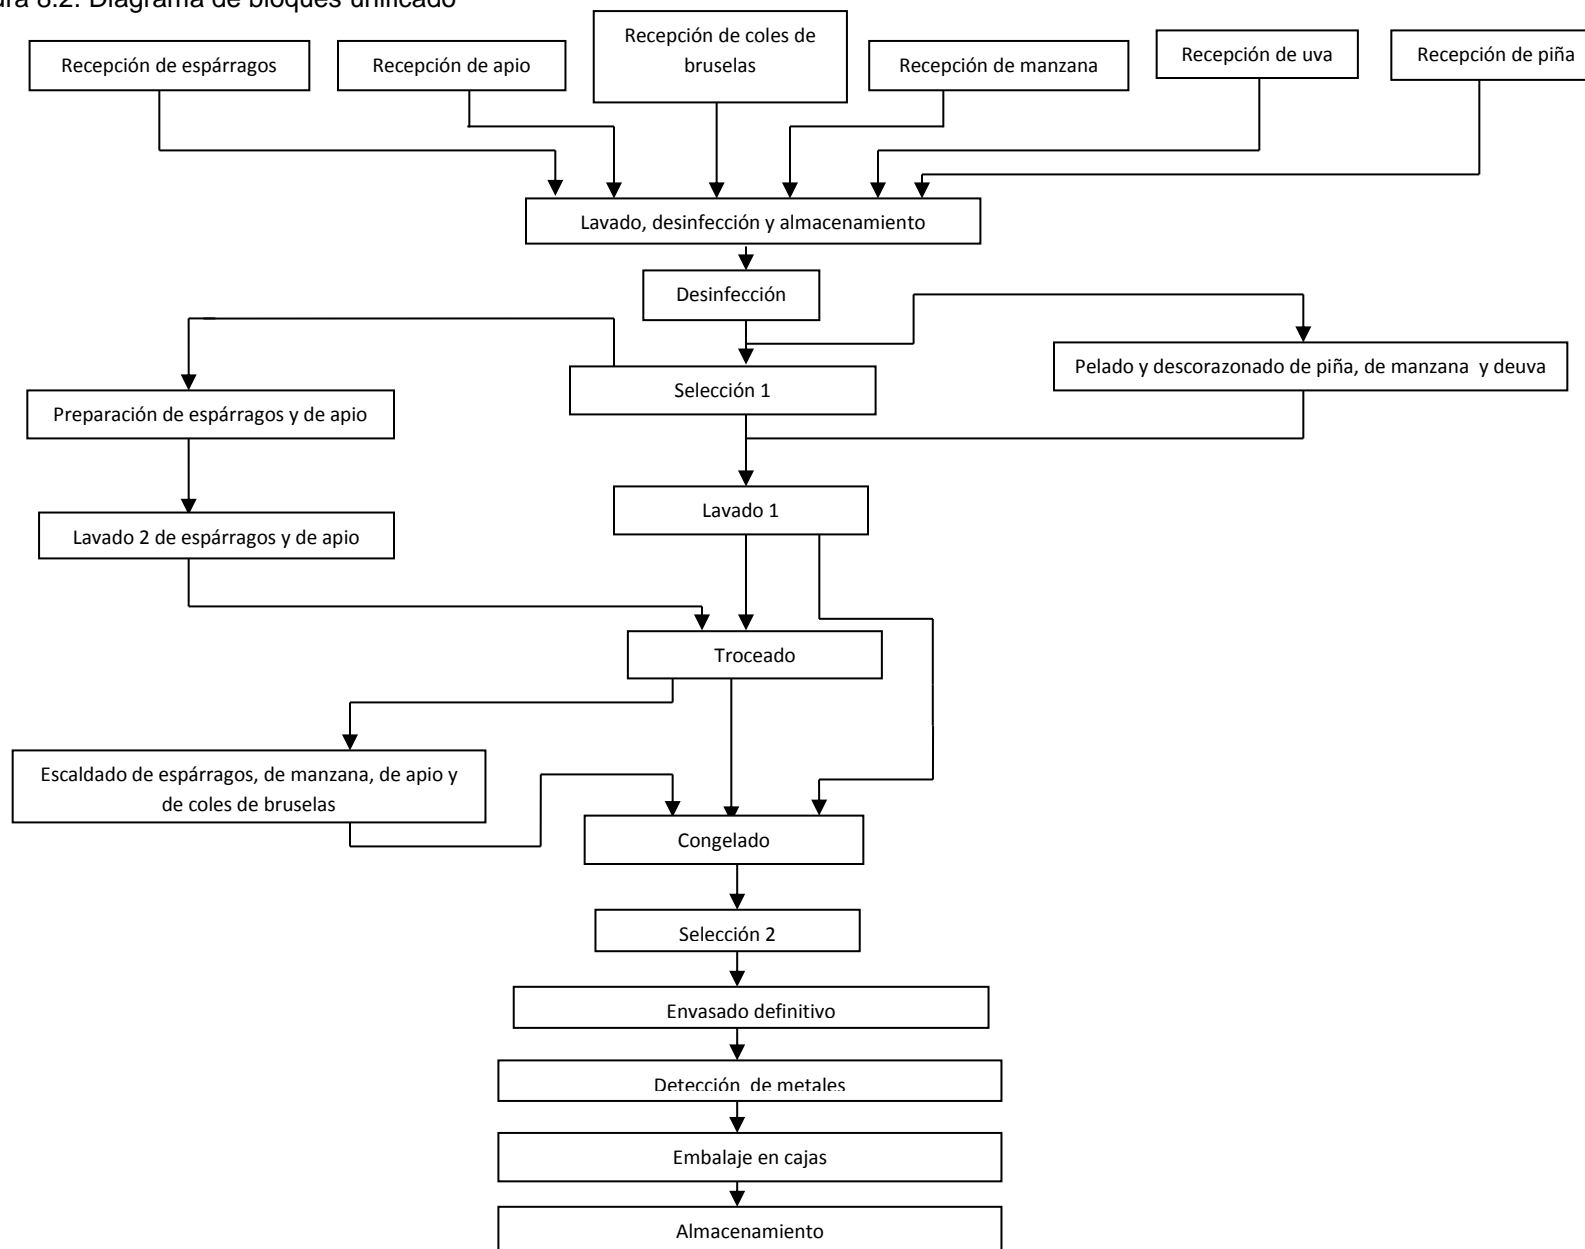 ura 8.2. Diagrama de bloques unificado
Recepción de espárragos
Recepción de apio
Recepción de coles de
bruselas
Recepción de manzana
Recepción de uva
Recepción de piña
Lavado, desinfección y almacenamiento
Desinfección
Selección 1
Pelado y descorazonado de piña, de manzana  y deuva
Preparación de espárragos y de apio
Lavado 1
Lavado 2 de espárragos y de apio
Troceado
Escaldado de espárragos, de manzana, de apio y
de coles de bruselas
Congelado
Selección 2
Envasado definitivo
Detección  de metales
Embalaje en cajas
Almacenamiento